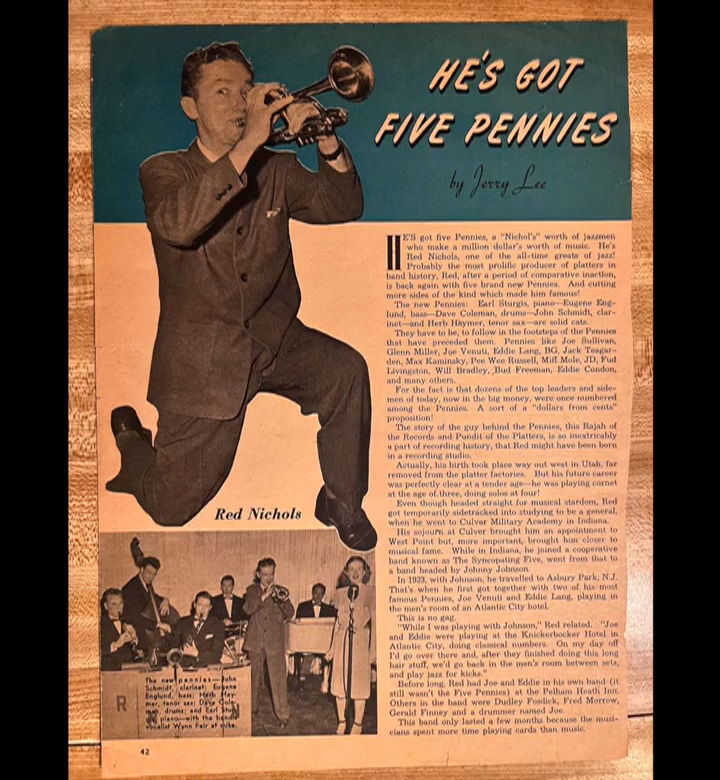 HE'S GOT
FIVE PENNIES
by Jerry Lee
HE'S got five Pennies, a "Nichol's" worth of jazzmen
who make a million dollar's worth of music. He's
Red Nichols, one of the all-time greats of jazz!
Probably the most prolific producer of platters in
band history, Red, after a period of comparative inaction,
is back again with five brand new Pennies. And cutting
more sides of the kind which made him famous!
The new Pennies: Earl Sturgis, piano—Eugene Eng-
lund, bass—Dave Coleman, drums—John Schmidt, clar-
inet—and Herb Haymer, tenor sax—are solid cats.
They have to be, to follow in the footsteps of the Pennies
that have preceded them. Pennies like Joe Sullivan,
Glenn Miller, Joe Venuti, Eddie Lang, BG, Jack Teagar-
den, Max Kaminsky, Pee Wee Russell, Miff Mole, JD, Fud
Livingston, Will Bradley, Bud Freeman, Eddie Condon,
and many others.
For the fact is that dozens of the top leaders and side-
men of today, now in the big money, were once numbered
among the Pennies. A sort of a "dollars from cents"
proposition!
The story of the guy behind the Pennies, this Rajah of
the Records and Pundit of the Platters, is so inextricably
a part of recording history, that Red might have been born
in a recording studio.
Actually, his birth took place way out west in Utah, far
removed from the platter factories. But his future career
was perfectly clear at a tender age—he was playing cornet
at the age of three, doing solos at four!
Even though headed straight for musical stardom, Red
got temporarily sidetracked into studying to be a general,
when he went to Culver Military Academy in Indiana.
His sojourn at Culver brought him an appointment to
West Point but, more important, brought him closer to
musical fame. While in Indiana, he joined a cooperative
band known as The Syncopating Five, went from that to
a band headed by Johnny Johnson.
In 1923, with Johnson, he travelled to Asbury Park, N.J.
That's when he first got together with two of his most
famous Pennies, Joe Venuti and Eddie Lang, playing in
the men's room of an Atlantic City hotel.
This is no gag.
"While I was playing with Johnson," Red related. "Joe
and Eddie were playing at the Knickerbocker Hotel in
Atlantic City, doing classical numbers. On my day off
I'd go over there and, after they finished doing this long
hair stuff, we'd go back in the men's room between sets,
and play jazz for kicks."
Before long, Red had Joe and Eddie in his own band (it
still wasn't the Five Pennies) at the Pelham Heath Inn.
Others in the band were Dudley Fosdick, Fred Morrow,
Gerald Finney and a drummer named Joe.
This band only lasted a few months because the musi-
cians spent more time playing cards than music.
Red Nichols
The new pennies—John
Schmidt, clarinet; Eugene
Englund, bass; Herb Hay-
mer, tenor sax; Dave Cole-
man, drums; and Earl
piano—with the band's
vocalist Wynn Fair at mike.
R
N
42